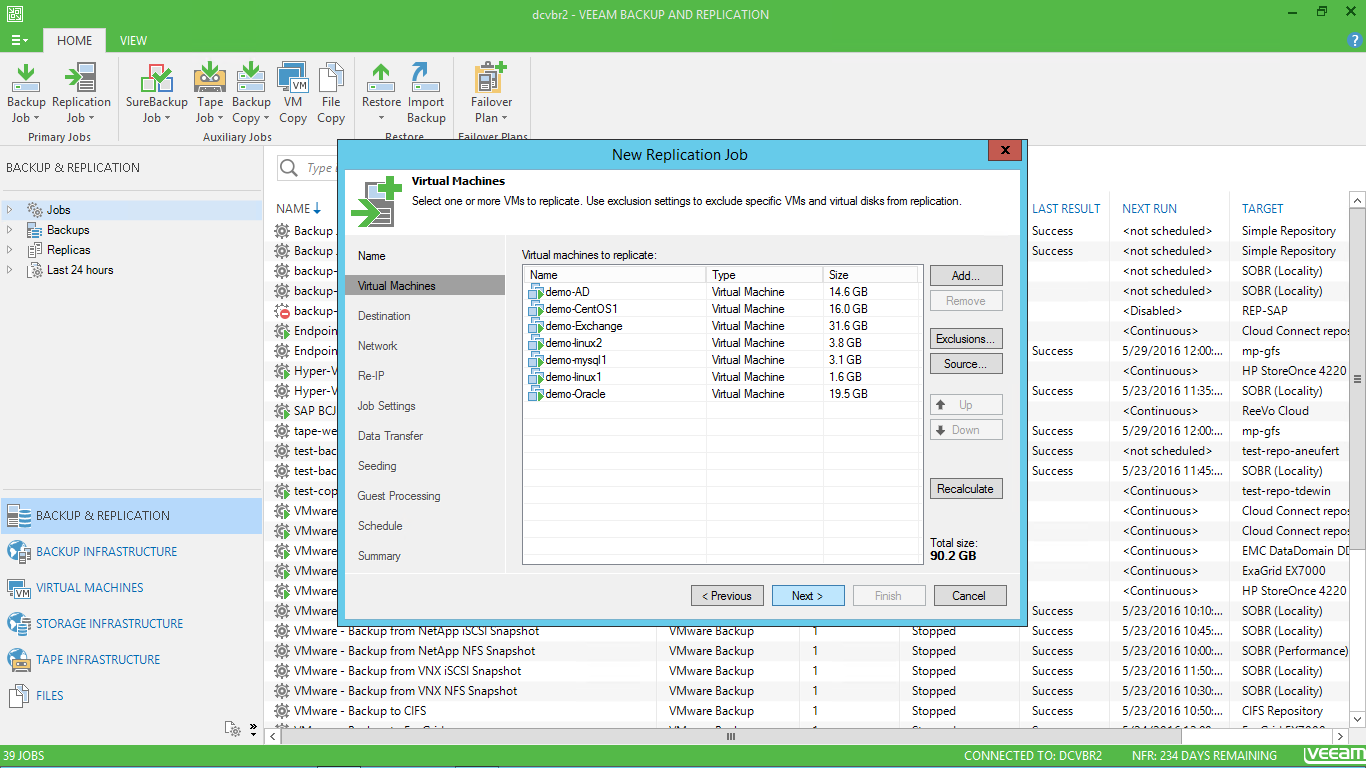 dcvbr2 - VEEAM BACKUP AND REPLICATION
HOME VIEW
Backup Job Replication Job SureBackup Job Tape Job Backup Copy VM Copy File Copy Restore Import Backup Failover Plan
Primary Jobs Auxiliary Jobs Restore Failover Plans
BACKUP & REPLICATION
Jobs
Backups
Replicas
Last 24 hours
BACKUP & REPLICATION
BACKUP INFRASTRUCTURE
VIRTUAL MACHINES
STORAGE INFRASTRUCTURE
TAPE INFRASTRUCTURE
FILES
Type
NAME LAST RESULT NEXT RUN TARGET
Backup Success <not scheduled> Simple Repository
Backup Success <not scheduled> Simple Repository
backup- Success <not scheduled> SOBR (Locality)
backup- Success <not scheduled> SOBR (Locality)
backup- <Disabled> REP-SAP
Endpoin <Continuous> Cloud Connect repos
Endpoin Success 5/29/2016 12:00:... mp-gfs
Hyper-V <Continuous> HP StoreOnce 4220
Hyper-V Success 5/23/2016 11:35:... SOBR (Locality)
SAP BCJ <Continuous> ReeVo Cloud
tape-we Success 5/29/2016 12:00:... mp-gfs
test-bac Success <not scheduled> test-repo-aneufert
test-bac Success 5/23/2016 11:45:... SOBR (Locality)
test-cop <Continuous> test-repo-tdewin
VMware <Continuous> Cloud Connect repos
VMware <Continuous> Cloud Connect repos
VMware <Continuous> EMC DataDomain DD
VMware <Continuous> ExaGrid EX7000
VMware <Continuous> HP StoreOnce 4220
VMware Success 5/23/2016 10:10:... SOBR (Locality)
VMware - Backup from NetApp iSCSI Snapshot VMware Backup 1 Stopped Success 5/23/2016 10:45:... SOBR (Locality)
VMware - Backup from NetApp NFS Snapshot VMware Backup 1 Stopped Success 5/23/2016 10:00:... SOBR (Performance)
VMware - Backup from VNX iSCSI Snapshot VMware Backup 1 Stopped Success 5/23/2016 11:50:... SOBR (Locality)
VMware - Backup from VNX NFS Snapshot VMware Backup 1 Stopped Success 5/23/2016 10:30:... SOBR (Locality)
VMware - Backup to CIFS VMware Backup 1 Stopped Success 5/23/2016 10:50:... CIFS Repository
New Replication Job
Virtual Machines
Select one or more VMs to replicate. Use exclusion settings to exclude specific VMs and virtual disks from replication.
Name
Virtual Machines
Destination
Network
Re-IP
Job Settings
Data Transfer
Seeding
Guest Processing
Schedule
Summary
Virtual machines to replicate:
Name Type Size
demo-AD Virtual Machine 14.6 GB
demo-CentOS1 Virtual Machine 16.0 GB
demo-Exchange Virtual Machine 31.6 GB
demo-linux2 Virtual Machine 3.8 GB
demo-mysql1 Virtual Machine 3.1 GB
demo-linux1 Virtual Machine 1.6 GB
demo-Oracle Virtual Machine 19.5 GB
Add...
Remove
Exclusions...
Source...
Up
Down
Recalculate
Total size:
90.2 GB
< Previous Next > Finish Cancel
39 JOBS CONNECTED TO: DCVBR2 NFR: 234 DAYS REMAINING veeam